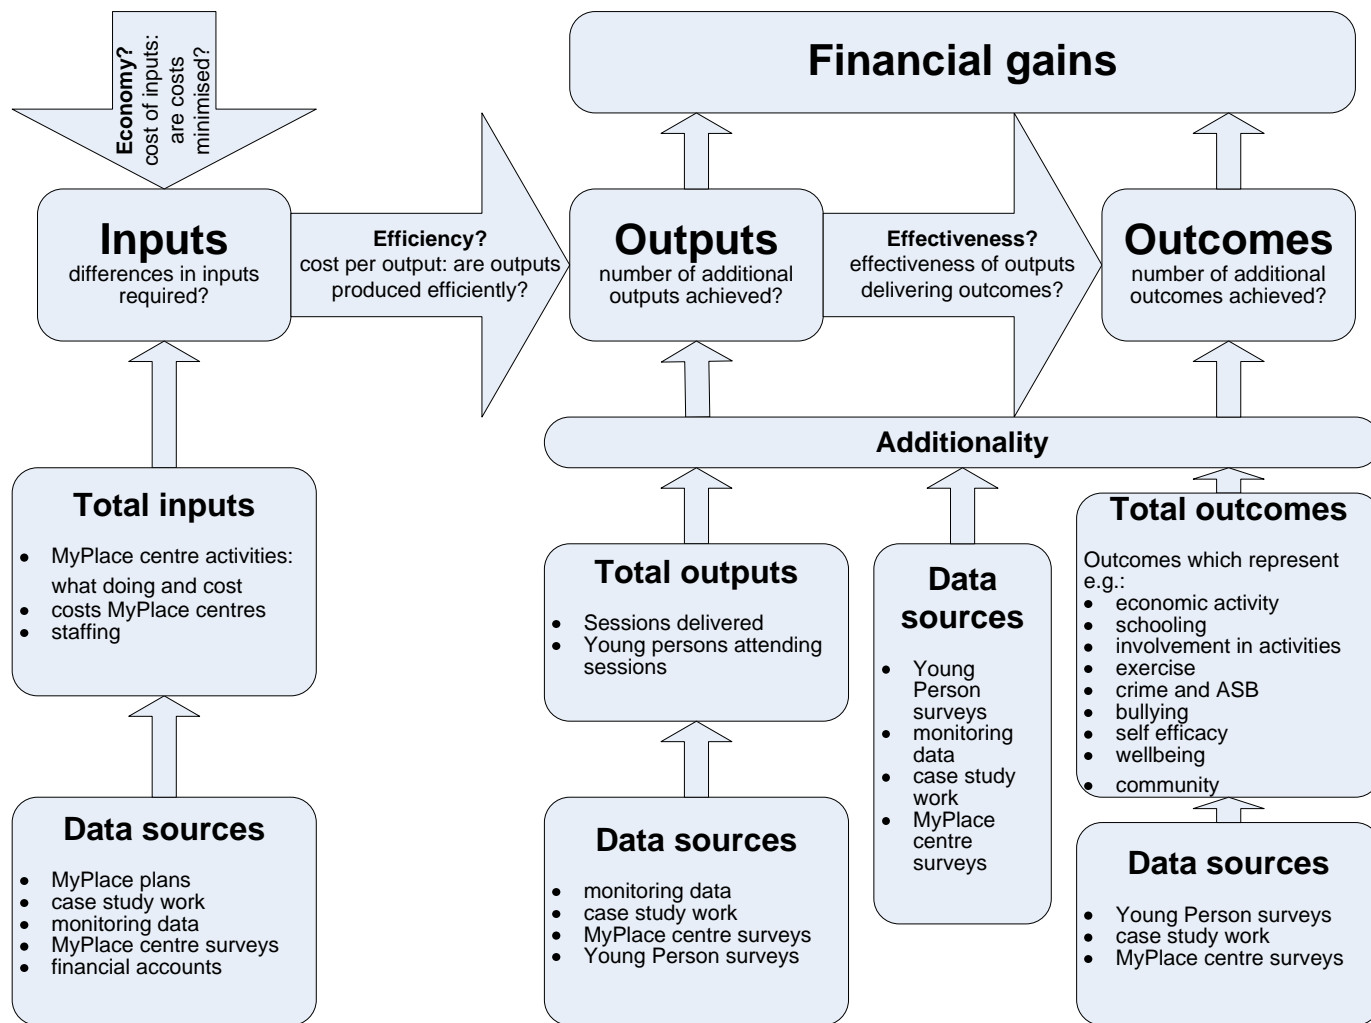 Economy?
cost of inputs:
are costs
minimised?
Financial gains
Inputs
differences in inputs
required?
Efficiency?
cost per output: are outputs
produced efficiently?
Outputs
number of additional
outputs achieved?
Effectiveness?
effectiveness of outputs
delivering outcomes?
Outcomes
number of additional
outcomes achieved?
Additionality
Total inputs
• MyPlace centre activities:
what doing and cost
• costs MyPlace centres
• staffing
Total outputs
• Sessions delivered
• Young persons attending
sessions
Data
sources
• Young
Person
surveys
• monitoring
data
• case study
work
• MyPlace
centre
surveys
Total outcomes
Outcomes which represent
e.g.:
• economic activity
• schooling
• involvement in activities
• exercise
• crime and ASB
• bullying
• self efficacy
• wellbeing
• community
Data sources
• MyPlace plans
• case study work
• monitoring data
• MyPlace centre surveys
• financial accounts
Data sources
• monitoring data
• case study work
• MyPlace centre surveys
• Young Person surveys
Data sources
• Young Person surveys
• case study work
• MyPlace centre surveys